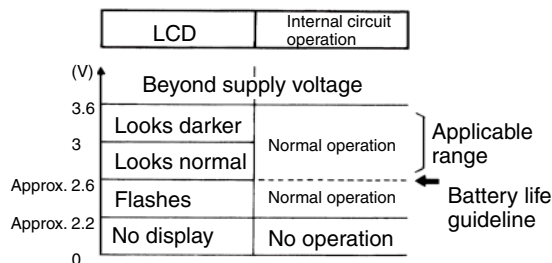 LCD
Internal circuit
operation
(V)
Beyond supply voltage
3.6
Looks darker
Normal operation
Applicable
range
3
Looks normal
Approx. 2.6
Flashes
Normal operation
Battery life
guideline
Approx. 2.2
No display
No operation
0